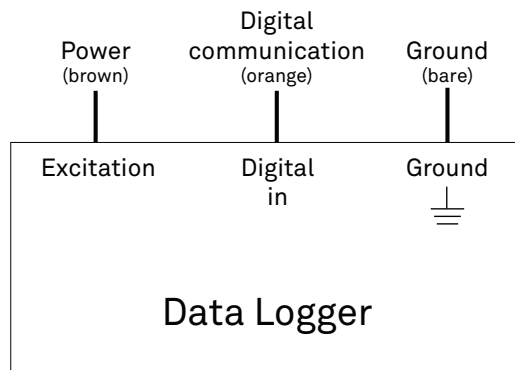 Power
(brown)
Digital
communication
(orange)
Ground
(bare)
Excitation
Digital
in
Ground
Data Logger